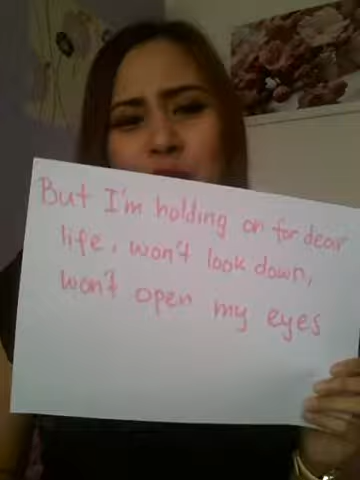 But I'm holding on for dear
life, won't look down,
won't open my eyes